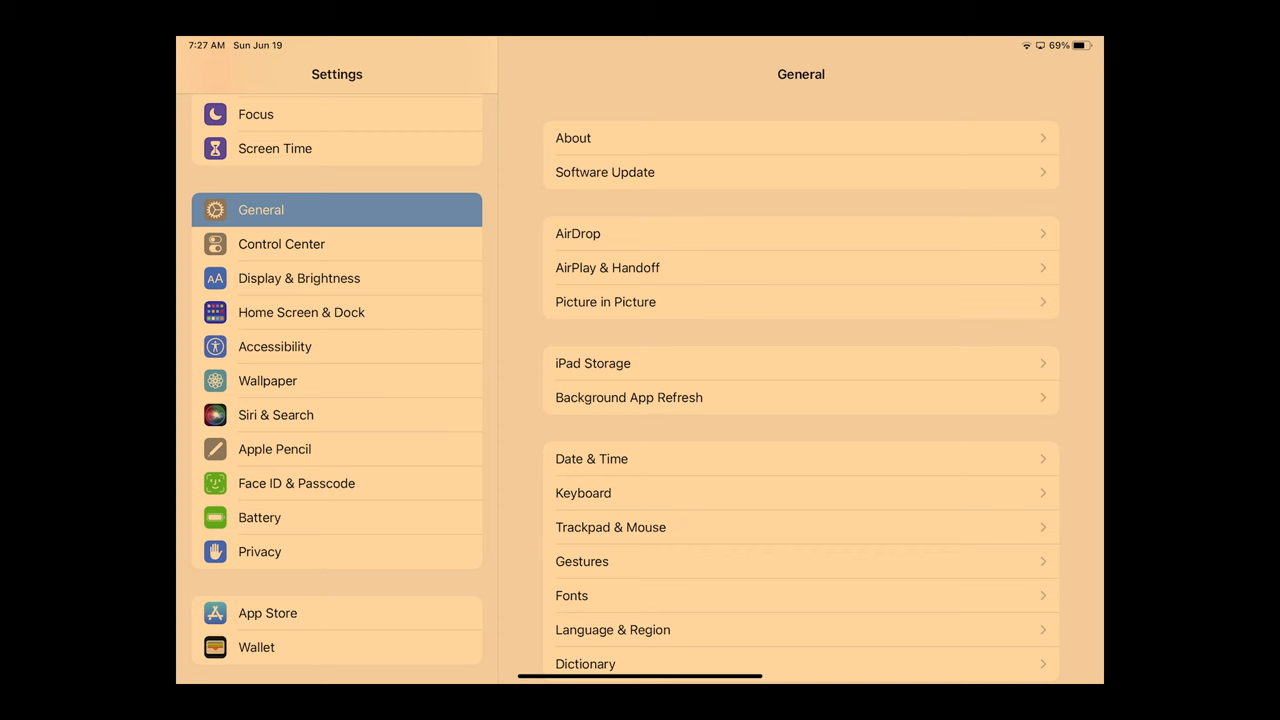 7:27 AM Sun Jun 19
69%
Settings
Focus
Screen Time
General
Control Center
AA
Display & Brightness
Home Screen & Dock
Accessibility
Wallpaper
Siri & Search
Apple Pencil
Face ID & Passcode
Battery
Privacy
App Store
Wallet
General
About
Software Update
AirDrop
AirPlay & Handoff
Picture in Picture
iPad Storage
Background App Refresh
Date & Time
Keyboard
Trackpad & Mouse
Gestures
Fonts
Language & Region
Dictionary